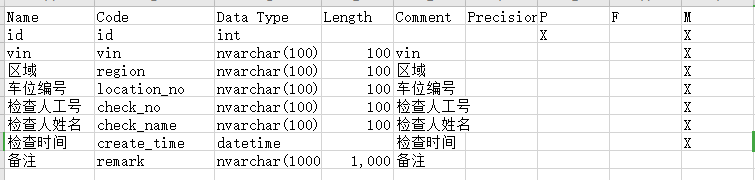 Name Code Data Type Length Comment Precision P F M
id id int X X
vin vin nvarchar(100) 100 vin X
区域 region nvarchar(100) 100 区域 X
车位编号 location_no nvarchar(100) 100 车位编号 X
检查人工号 check_no nvarchar(100) 100 检查人工号 X
检查人姓名 check_name nvarchar(100) 100 检查人姓名 X
检查时间 create_time datetime 检查时间 X
备注 remark nvarchar(1000 1,000 备注